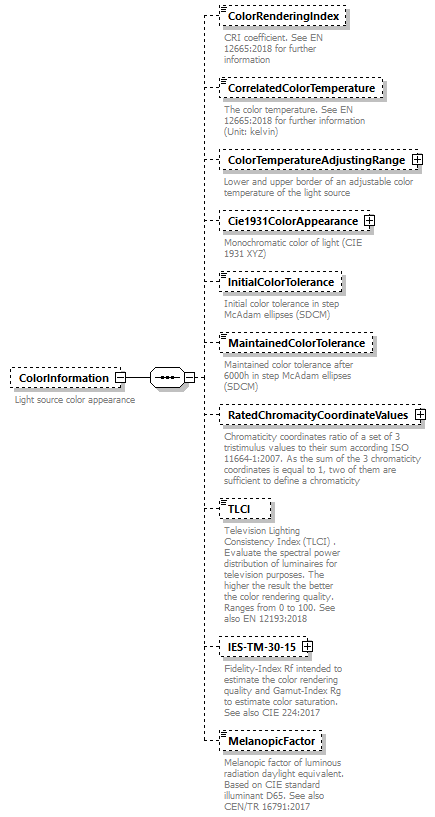 ColorRenderingIndex
CRI coefficient. See EN
12665:2018 for further
information
CorrelatedColorTemperature
The color temperature. See EN
12665:2018 for further information
(Unit: kelvin)
ColorTemperatureAdjustingRange
Lower and upper border of an adjustable color
temperature of the light source
Cie1931ColorAppearance
Monochromatic color of light (CIE
1931 XYZ)
InitialColorTolerance
Initial color tolerance in step
McAdam ellipses (SDCM)
MaintainedColorTolerance
Maintained color tolerance after
6000h in step McAdam ellipses
(SDCM)
ColorInformation
Light source color appearance
RatedChromacityCoordinateValues
Chromaticity coordinates ratio of a set of 3
tristimulus values to their sum according ISO
11664-1:2007. As the sum of the 3 chromaticity
coordinates is equal to 1, two of them are
sufficient to define a chromaticity
TLCI
Television Lighting
Consistency Index (TLCI) .
Evaluate the spectral power
distribution of luminaires for
television purposes. The
higher the result the better
the color rendering quality.
Ranges from 0 to 100. See
also EN 12193:2018
IES-TM-30-15
Fidelity-Index Rf intended to
estimate the color rendering
quality and Gamut-Index Rg
to estimate color saturation.
See also CIE 224:2017
MelanopicFactor
Melanopic factor of luminous
radiation daylight equivalent.
Based on CIE standard
illuminant D65. See also
CEN/TR 16791:2017